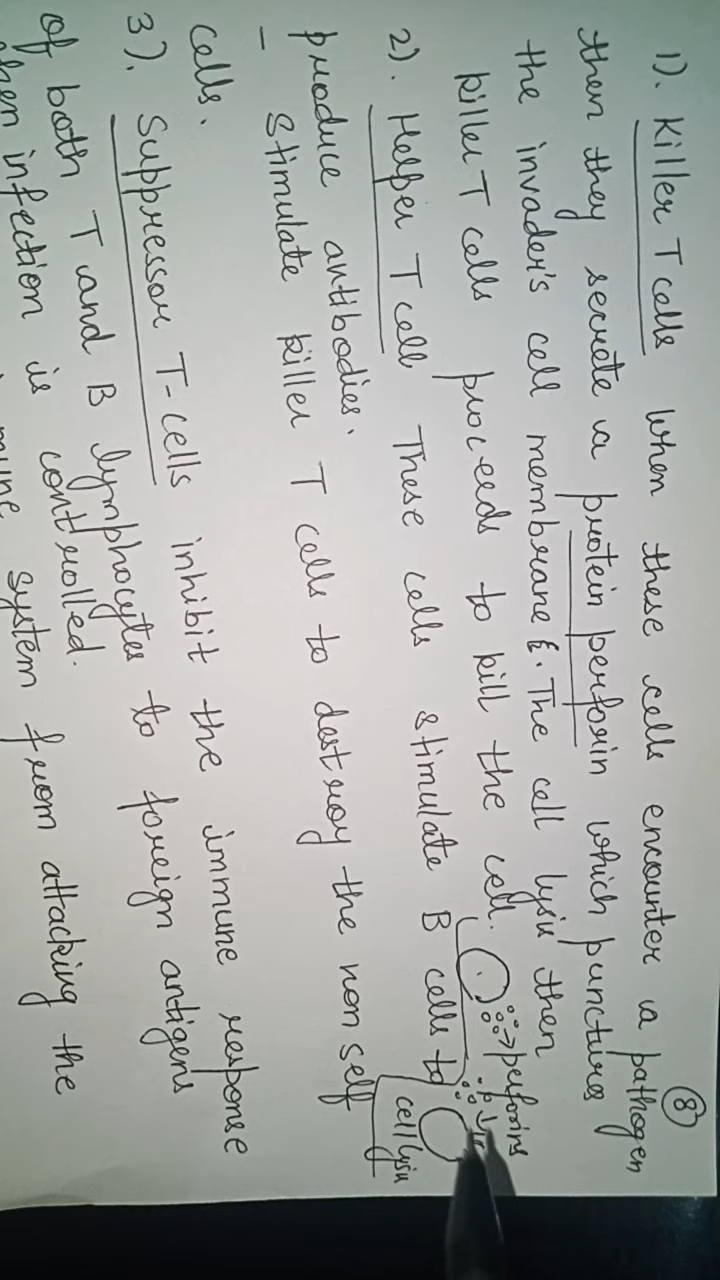 8
1). Killer T cells When these cells encounter a pathogen
then they secrete a protein perforin which punctures
the invader's cell membrane &. The cell lysis then
killer T cells proceeds to kill the cell.
perforins
2). Helper T cell These cells stimulate B cells to
cell lysis
produce antibodies.
- Stimulate killer T cells to destroy the non self
cells.
3). Suppressor T-cells inhibit the immune response
of both T and B lymphocytes to foreign antigens
when infection is controlled.
system from attacking the